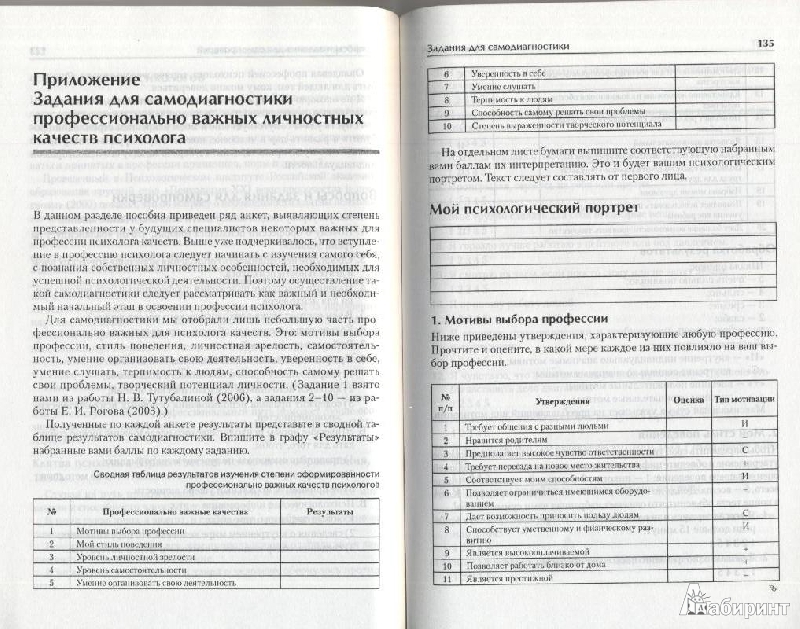 Приложение
Задания для самодиагностики
профессионально важных личностных
качеств психолога
В данном разделе пособия приведен ряд анкет, выявляющих степень
представленности у будущих специалистов некоторых важных для
профессии психолога качеств. Выше уже подчеркивалось, что вступле-
ние в профессию психолога следует начинать с изучения самого себя,
с познания собственных личностных особенностей, необходимых для
успешной психологической деятельности. Поэтому осуществление та-
кой самодиагностики следует рассматривать как важный и необходи-
мый начальный этап в освоении профессии психолога.
Для самодиагностики мы отобрали лишь небольшую часть про-
фессионально важных для психолога качеств. Это: мотивы выбора
профессии, стиль поведения, личностная зрелость, самостоятель-
ность, умение организовать свою деятельность, уверенность в себе,
умение слушать, терпимость к людям, способность самому решать
свои проблемы, творческий потенциал личности. (Задание 1 взято
нами из работы Н. В. Тутубалиной (2006), а задания 2–10 — из ра-
боты Е. И. Рогова (2003).)
Полученные по каждой анкете результаты представьте в сводной та-
блице результатов самодиагностики. Впишите в графу «Результаты»
набранные вами баллы по каждому заданию.
Сводная таблица результатов изучения степени сформированности
профессионально важных качеств психологов
№ Профессионально важные качества Результаты
1 Мотивы выбора профессии
2 Мой стиль поведения
3 Уровень личностной зрелости
4 Уровень самостоятельности
5 Умение организовать свою деятельность
Задания для самодиагностики 135
6 Уверенность в себе
7 Умение слушать
8 Терпимость к людям
9 Способность самому решать свои проблемы
10 Степень выраженности творческого потенциала
На отдельном листе бумаги выпишите соответствующую набранным
вами баллам их интерпретацию. Это и будет вашим психологическим
портретом. Текст следует составлять от первого лица.
Мой психологический портрет
1. Мотивы выбора профессии
Ниже приведены утверждения, характеризующие любую профессию.
Прочтите и оцените, в какой мере каждое из них повлияло на ваш вы-
бор профессии.
№ п/п Утверждение Оценка Тип мотивации
1 Требует общения с разными людьми И
2 Нравится родителям
3 Предполагает высокое чувство ответственности С
4 Требует переезда на новое место жительства
5 Соответствует моим способностям И
6 Позволяет ограничиться имеющимся оборудо-
ванием
7 Дает возможность приносить пользу людям С
8 Способствует умственному и физическому раз-
витию И
9 Является высокооплачиваемой
10 Позволяет работать близко от дома
11 Является престижной
Лабиринт